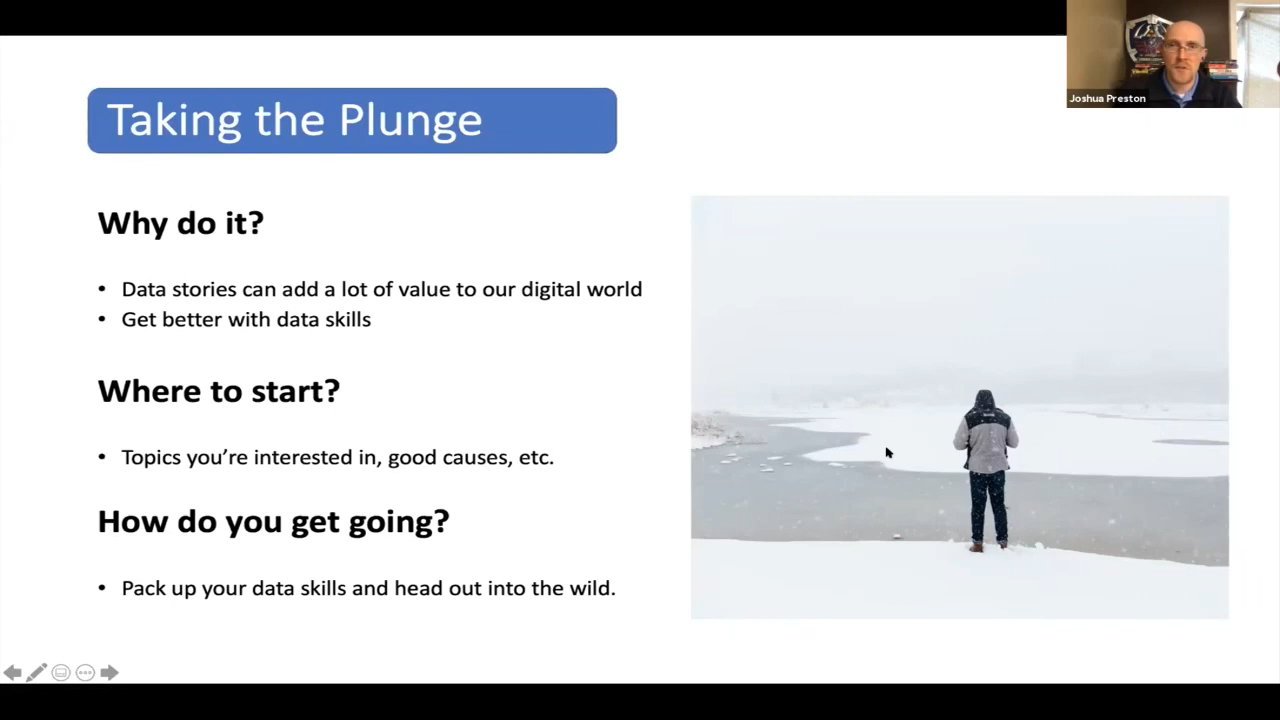 Joshua Preston
Taking the Plunge
Why do it?
• Data stories can add a lot of value to our digital world
• Get better with data skills
Where to start?
• Topics you’re interested in, good causes, etc.
How do you get going?
• Pack up your data skills and head out into the wild.